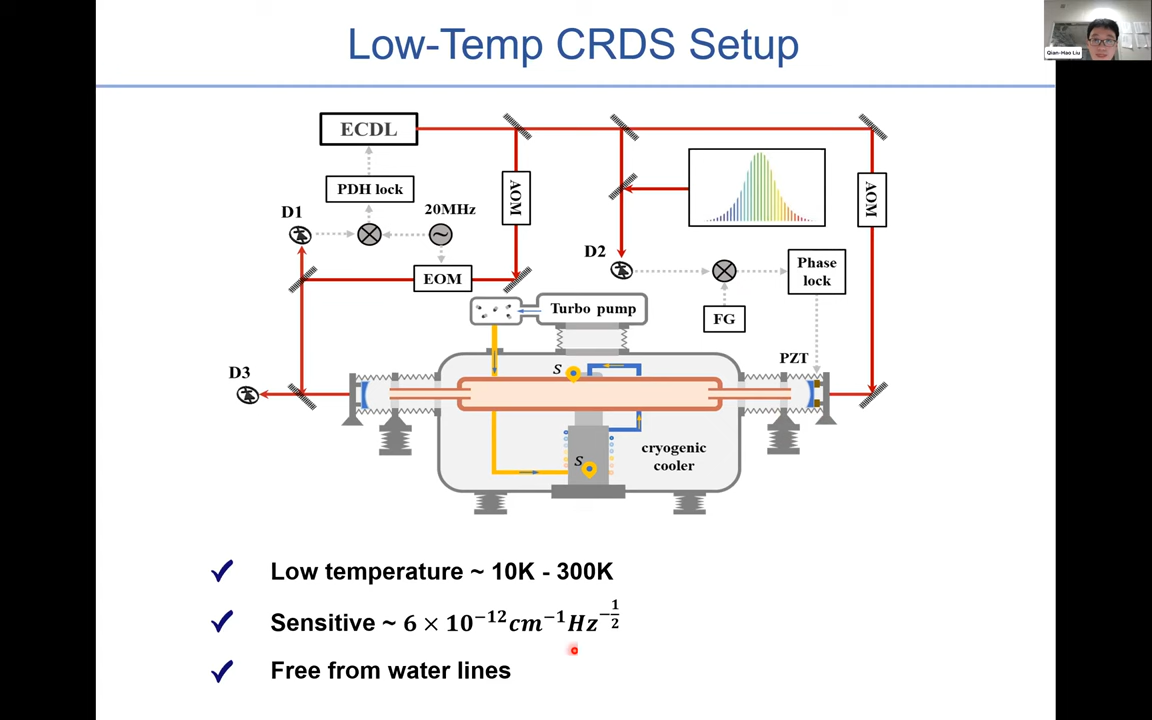 Low-Temp CRDS Setup
Qian-Hao Liu
ECDL
PDH lock
AOM
AOM
D1
20MHz
D2
EOM
Phase
lock
Turbo pump
FG
PZT
D3
S
cryogenic
cooler
S
✓ Low temperature ~ 10K - 300K
✓ Sensitive ~ 6 × 10⁻¹²cm⁻¹Hz^{-1/2}
✓ Free from water lines